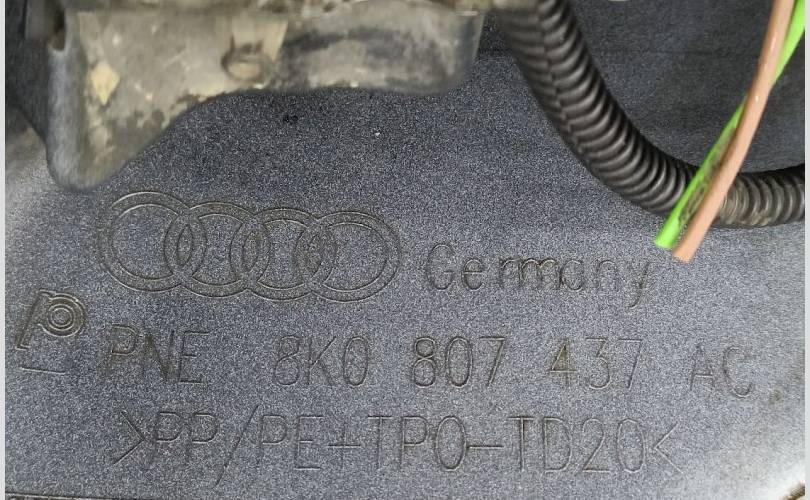 Germany
PNE 8K0 807 437 AC
>PP/PE+TPO-TD20<